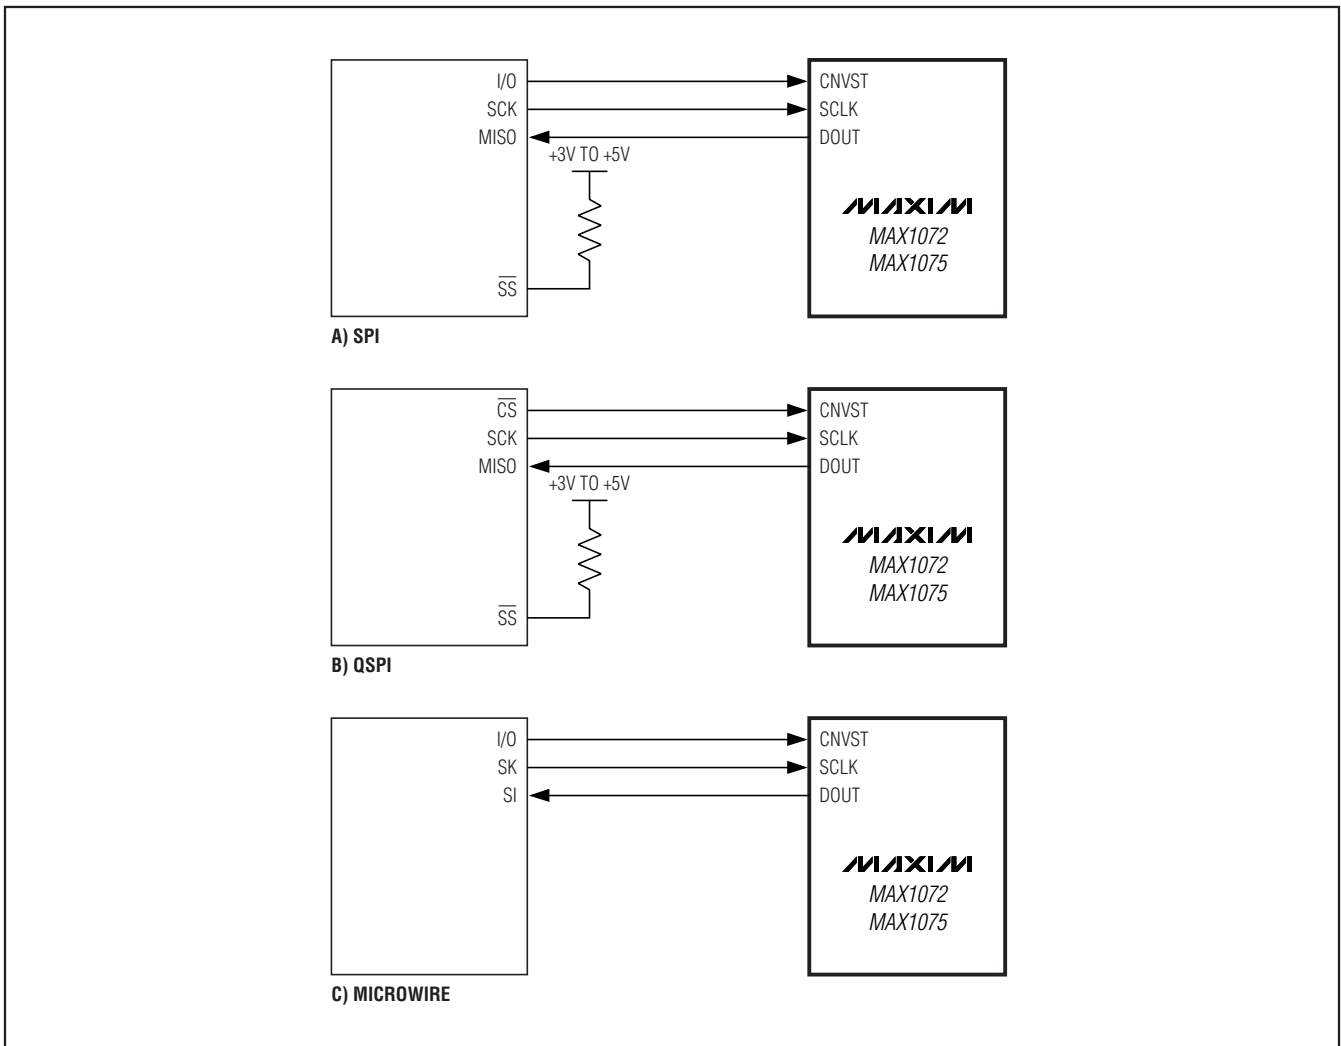 I/O
CNVST
SCK
SCLK
MISO
DOUT
+3V TO +5V
MAXIM
MAX1072
MAX1075
SS
A) SPI
CS
CNVST
SCK
SCLK
MISO
DOUT
+3V TO +5V
MAXIM
MAX1072
MAX1075
SS
B) QSPI
I/O
CNVST
SK
SCLK
SI
DOUT
MAXIM
MAX1072
MAX1075
C) MICROWIRE